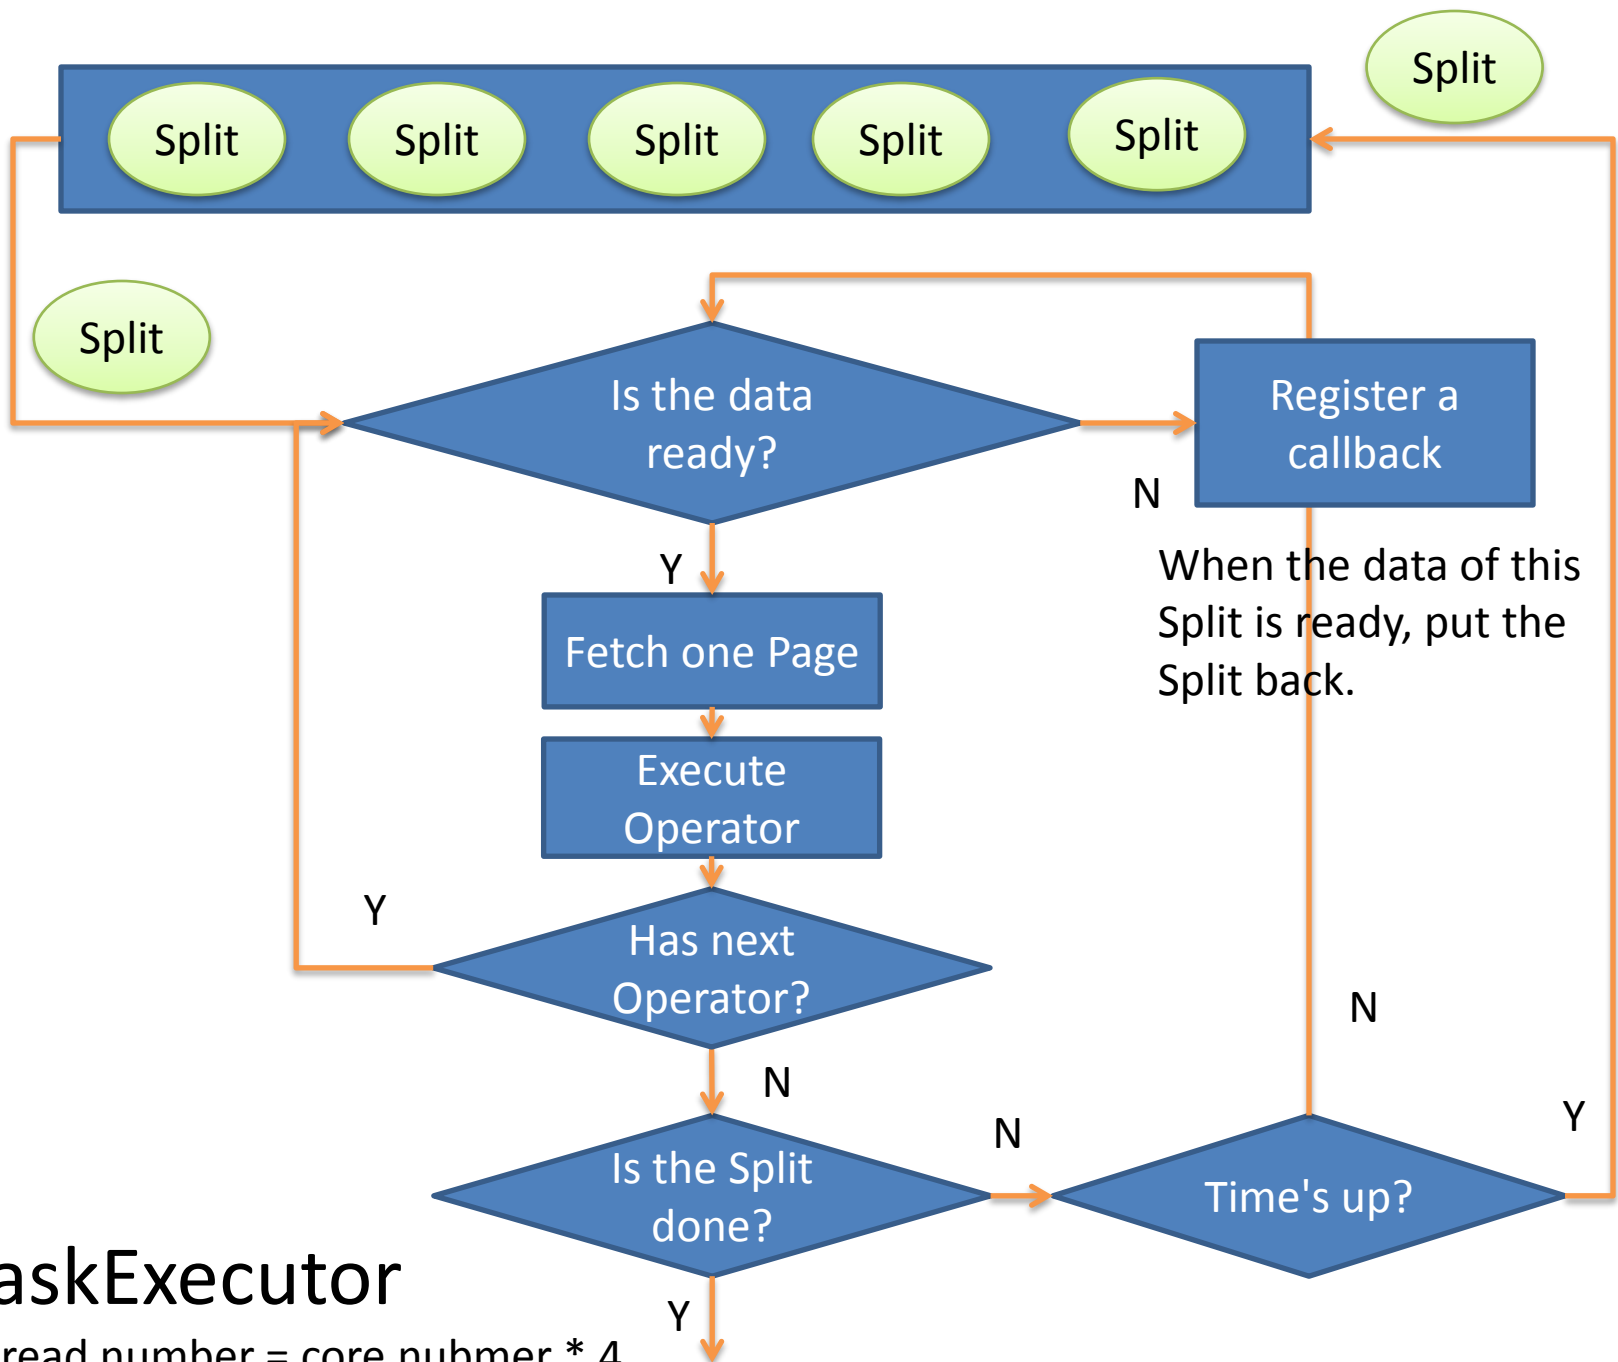 Split
Split
Split
Split
Split
Split
Split
Is the data
ready?
Register a
callback
N
Y
When the data of this
Split is ready, put the
Split back.
Fetch one Page
Execute
Operator
Y
Has next
Operator?
N
N
N
Y
Is the Split
done?
Time's up?
askExecutor
Y
read number = core nubmer * 4